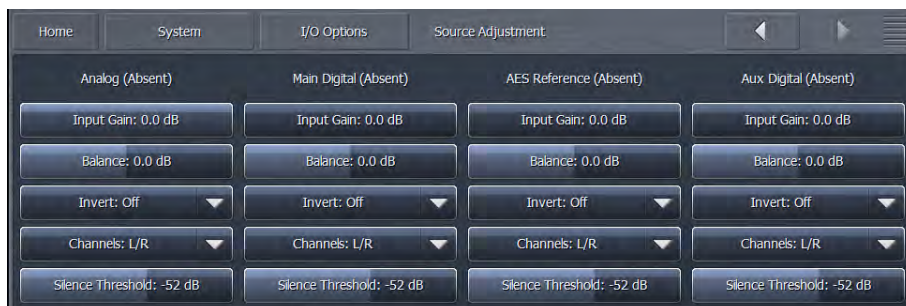 Home System I/O Options Source Adjustment
Analog (Absent) Main Digital (Absent) AES Reference (Absent) Aux Digital (Absent)
Input Gain: 0.0 dB Input Gain: 0.0 dB Input Gain: 0.0 dB Input Gain: 0.0 dB
Balance: 0.0 dB Balance: 0.0 dB Balance: 0.0 dB Balance: 0.0 dB
Invert: Off Invert: Off Invert: Off Invert: Off
Channels: L/R Channels: L/R Channels: L/R Channels: L/R
Silence Threshold: -52 dB Silence Threshold: -52 dB Silence Threshold: -52 dB Silence Threshold: -52 dB